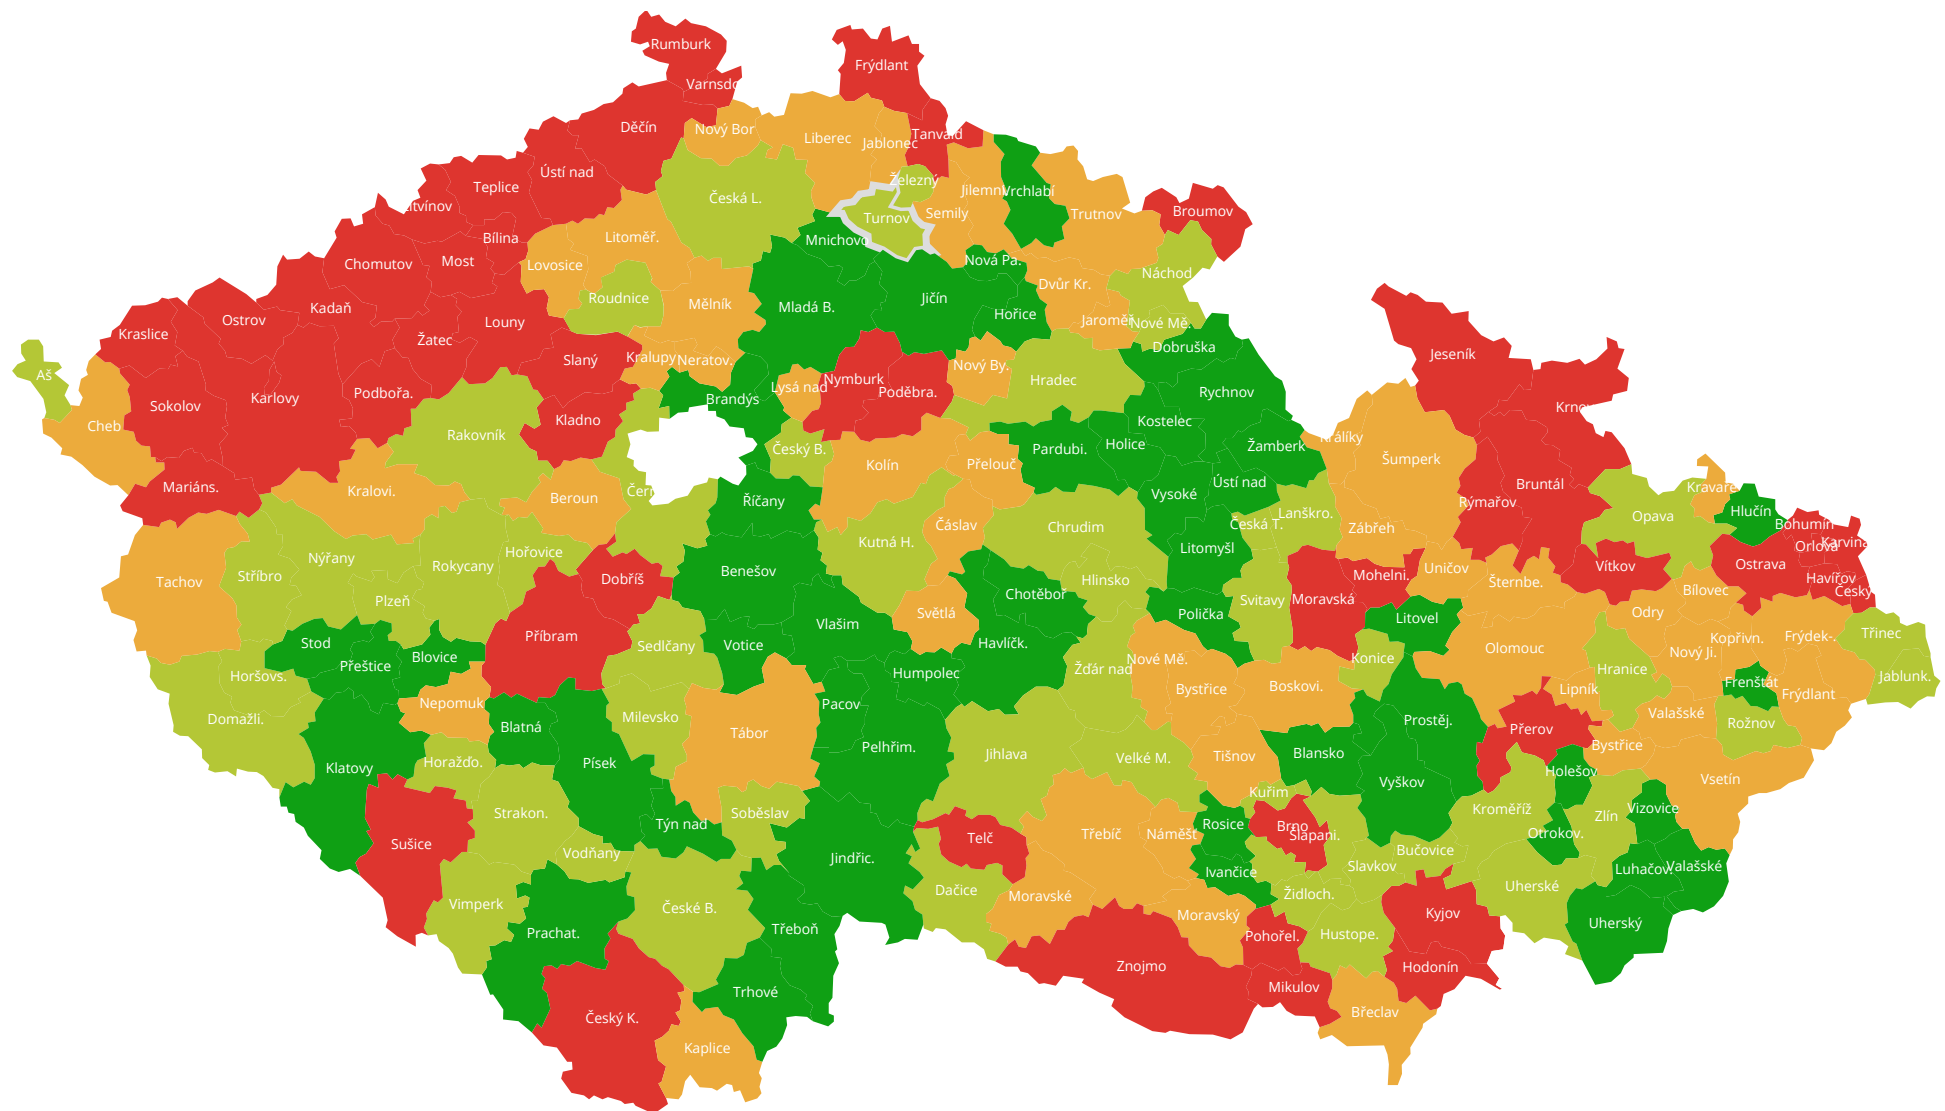 Rumburk
Frýdlant
Varnsdo
Děčín
Nový Bor
Liberec
Jablonec
Tanvald
Ústí nad
Teplice
Železný
Jilemni
Vrchlabí
Česká L.
Litvínov
Turnov
Semily
Trutnov
Broumov
Bílina
Litoměř.
Mnichovo
Chomutov
Most
Lovosice
Nová Pa.
Náchod
Dvůr Kr.
Roudnice
Mělník
Mladá B.
Jičín
Hořice
Kadaň
Ostrov
Louny
Jaroměř
Nové Mě.
Kraslice
Žatec
Dobruška
Jeseník
Slaný
Kralupy
Neratov.
Nový By.
Aš
Hradec
Nymburk
Lysá nad
Poděbra.
Rychnov
Podbořa.
Karlovy
Brandýs
Sokolov
Krno
Kladno
Kostelec
Cheb
Rakovník
Holice
Žamberk
Králíky
Český B.
Pardubi.
Kolín
Přelouč
Šumperk
Mariáns.
Kralovi.
Beroun
Čern
Říčany
Vysoké
Ústí nad
Bruntál
Kravaře
Rýmařov
Hlučín
Lanškro.
Opava
Čáslav
Chrudim
Česká T.
Zábřeh
Bohumín
Kutná H.
Litomyšl
Orlová
Karviná
Hořovice
Nýřany
Rokycany
Stříbro
Tachov
Dobříš
Benešov
Hlinsko
Mohelni.
Uničov
Šternbe.
Vítkov
Ostrava
Havířov
Český
Bílovec
Chotěboř
Plzeň
Svitavy
Moravská
Světlá
Polička
Litovel
Odry
Vlašim
Příbram
Stod
Sedlčany
Votice
Havlíčk.
Kopřivn.
Frýdek-.
Třinec
Olomouc
Nový Ji.
Blovice
Přeštice
Konice
Nové Mě.
Žďár nad
Hranice
Humpolec
Horšovs.
Jablunk.
Frenštát
Bystřice
Boskovi.
Lipník
Frýdlant
Nepomuk
Pacov
Milevsko
Valašské
Domažli.
Prostěj.
Rožnov
Blatná
Přerov
Tábor
Pelhřim.
Bystřice
Jihlava
Blansko
Tišnov
Velké M.
Horažďo.
Písek
Klatovy
Holešov
Vsetín
Vyškov
Kuřim
Kroměříž
Vizovice
Strakon.
Soběslav
Zlín
Týn nad
Rosice
Brno
Šlapani.
Třebíč
Náměšť
Otrokov.
Telč
Sušice
Bučovice
Vodňany
Jindřic.
Slavkov
Valašské
Luhačov
Ivančice
Uherské
Dačice
Moravské
Židloch.
Vimperk
České B.
Moravský
Kyjov
Uherský
Třeboň
Prachat.
Pohořel.
Hustope.
Znojmo
Hodonín
Mikulov
Trhové
Břeclav
Český K.
Kaplice